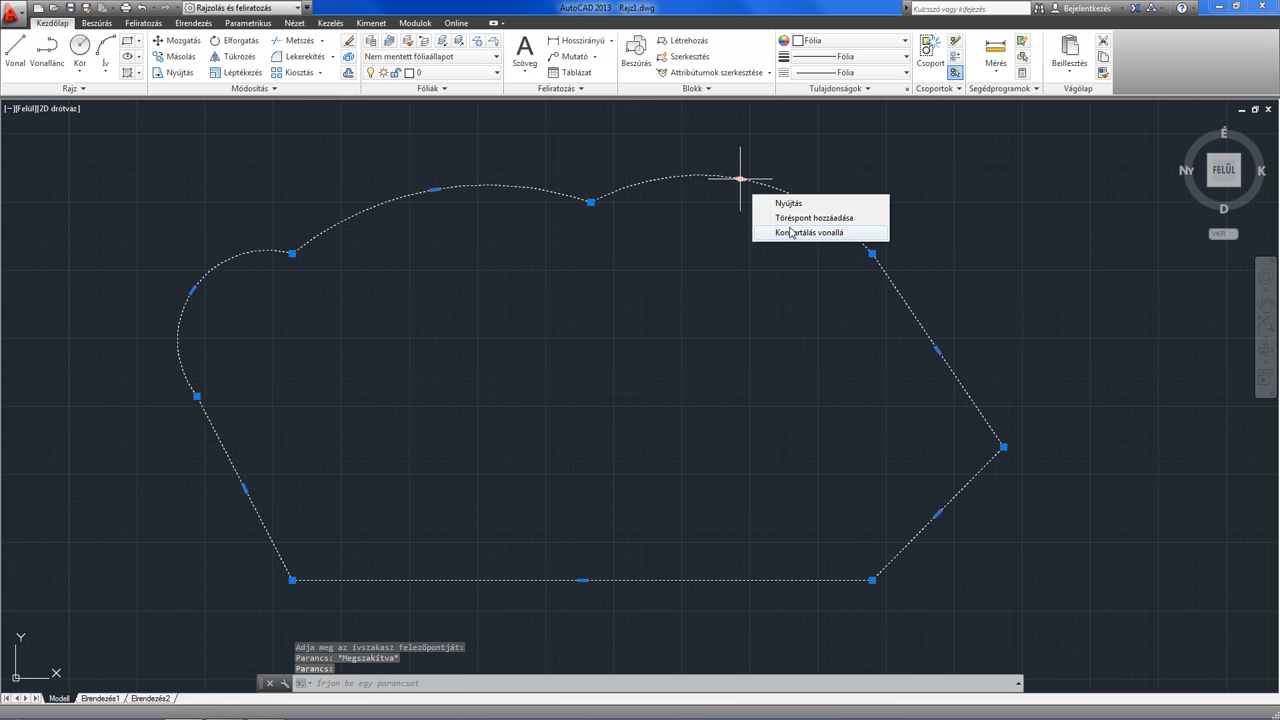 Rajzolás és feliratozás
AutoCAD 2013 Rajz1.dwg
Kulcsszó vagy kifejezés
Bejelentkezés
Kezdőlap Beszúrás Feliratozás Elrendezés Parametrikus Nézet Kezelés Kimenet Modulok Online
Vonal Vonallánc Kör Ív
Mozgatás Elforgatás Metszés
Másolás Tükrözés Lekerekítés
Nyújtás Léptékezés Kiosztás
Nem mentett fóliaállapot
0
Szöveg
Hosszirányú
Mutató
Táblázat
Beszúrás
Létrehozás
Szerkesztés
Attribútumok szerkesztése
Fólia
Fólia
Fólia
Csoport
Mérés
Beillesztés
Rajz Módosítás Fóliák Feliratozás Blokk Tulajdonságok Csoportok Segédprogramok Vágólap
[−][Felül][2D drótváz]
É
NY FELÜL K
D
VKR
Nyújtás
Töréspont hozzáadása
Konvertálás vonallá
Y
X
Adja meg az ívszakasz felezőpontját:
Parancs: *Megszakítva*
Parancs:
Írjon be egy parancsot
Modell Elrendezés1 Elrendezés2